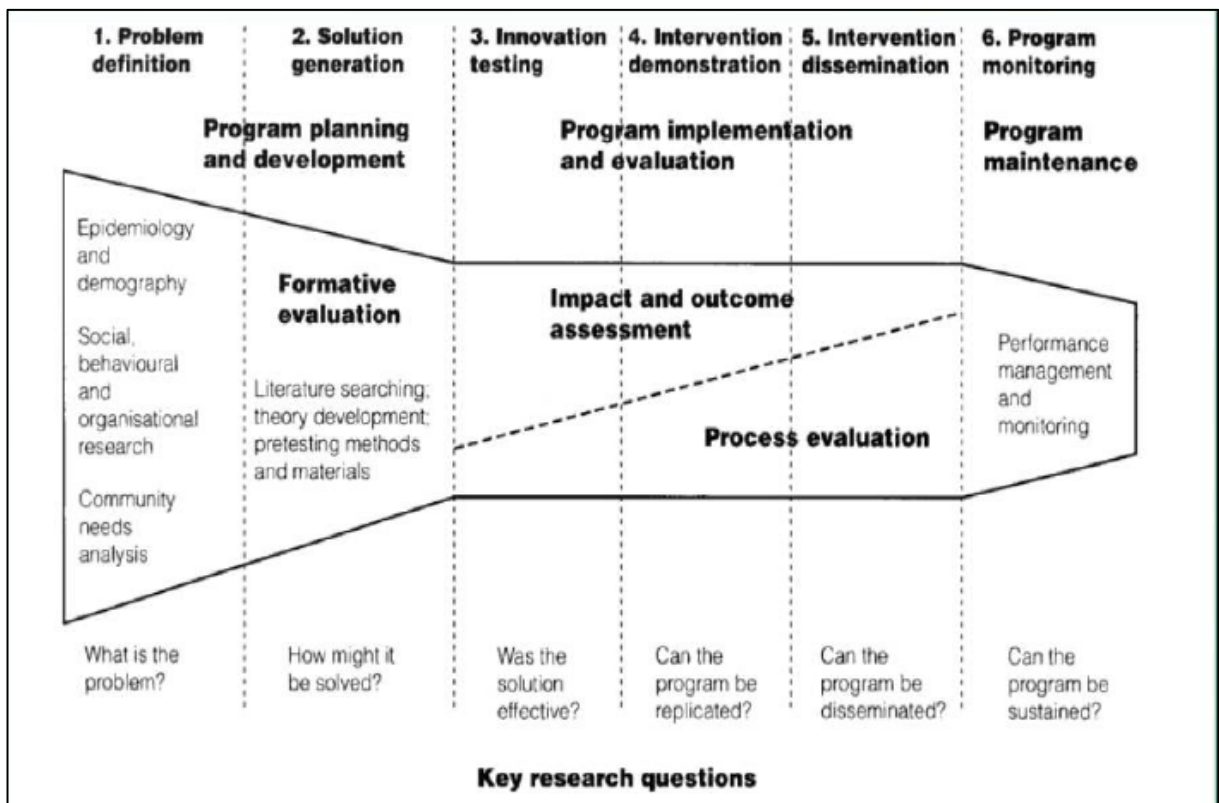 1. Problem
definition
2. Solution
generation
3. Innovation
testing
4. Intervention
demonstration
5. Intervention
dissemination
6. Program
monitoring
Program planning
and development
Program implementation
and evaluation
Program
maintenance
Epidemiology
and
demography
Social,
behavioural
and
organisational
research
Community
needs
analysis
Formative
evaluation
Literature searching;
theory development;
pretesting methods
and materials
Impact and outcome
assessment
Process evaluation
Performance
management
and
monitoring
What is the
problem?
How might it
be solved?
Was the
solution
effective?
Can the
program be
replicated?
Can the
program be
disseminated?
Can the
program be
sustained?
Key research questions